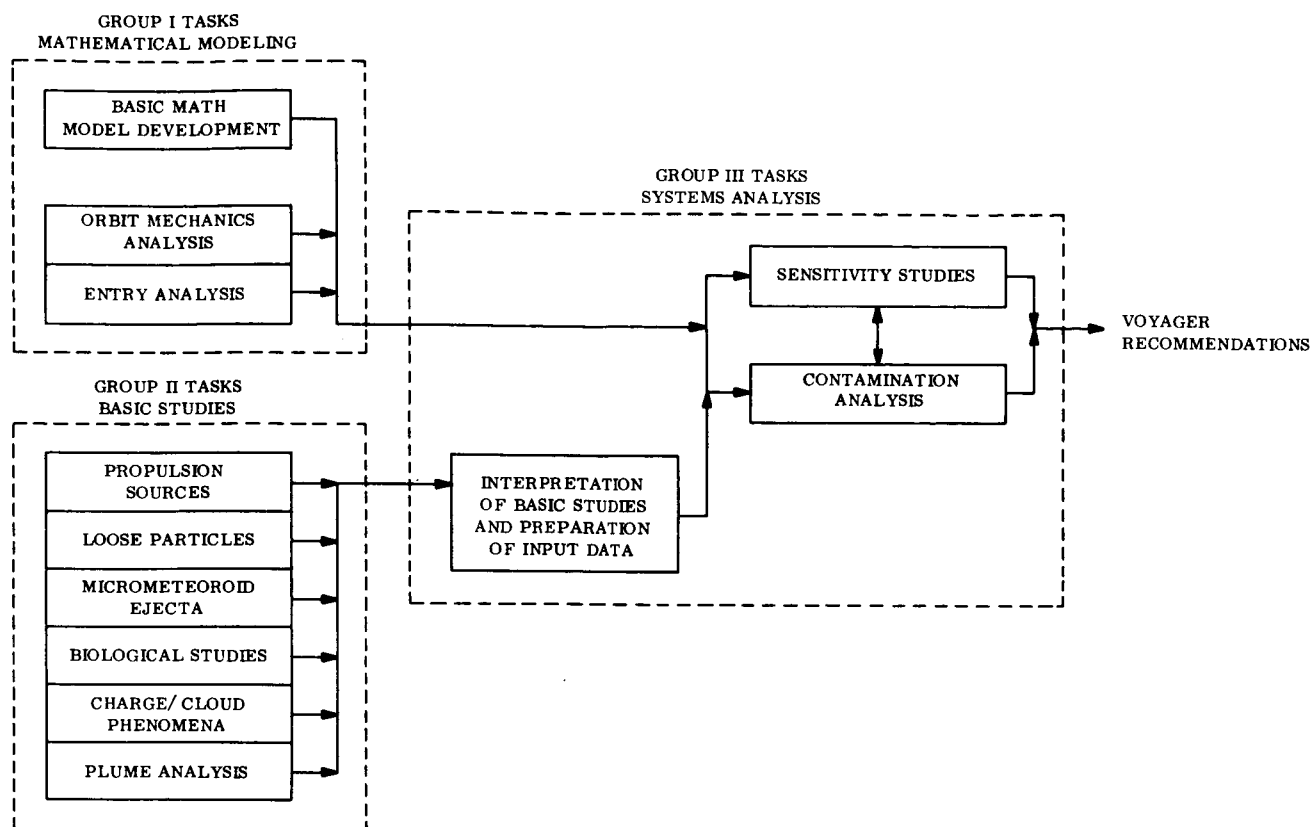 GROUP I TASKS
MATHEMATICAL MODELING
BASIC MATH
MODEL DEVELOPMENT
ORBIT MECHANICS
ANALYSIS
ENTRY ANALYSIS
GROUP II TASKS
BASIC STUDIES
PROPULSION
SOURCES
LOOSE PARTICLES
MICROMETEOROID
EJECTA
BIOLOGICAL STUDIES
CHARGE/CLOUD
PHENOMENA
PLUME ANALYSIS
GROUP III TASKS
SYSTEMS ANALYSIS
INTERPRETATION
OF BASIC STUDIES
AND PREPARATION
OF INPUT DATA
SENSITIVITY STUDIES
CONTAMINATION
ANALYSIS
VOYAGER
RECOMMENDATIONS